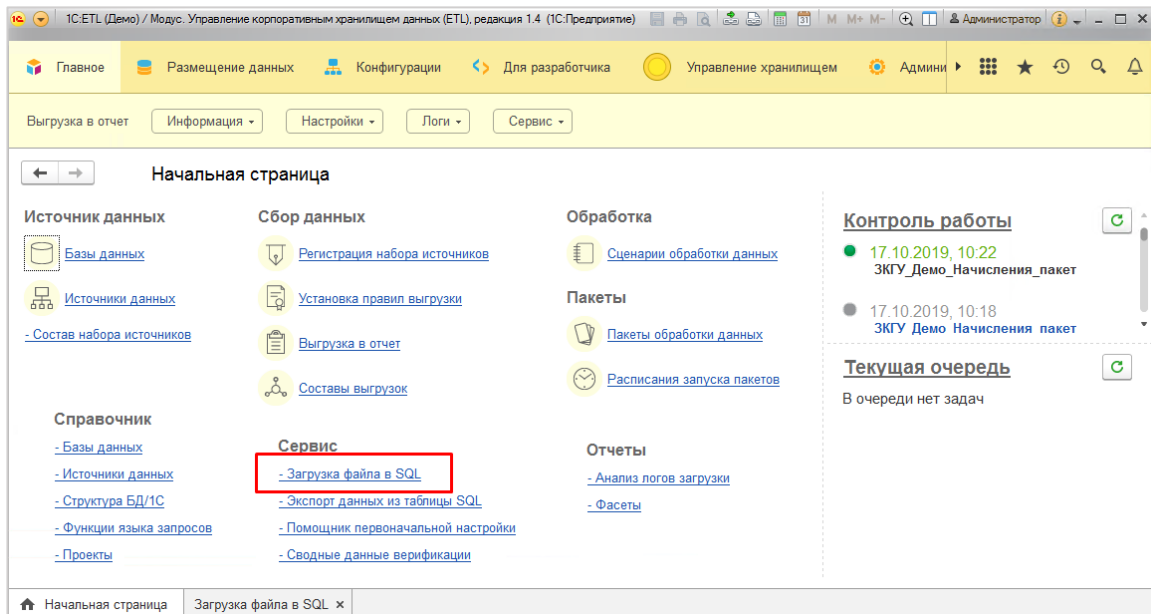 1С:ETL (Демо) / Модус. Управление корпоративным хранилищем данных (ETL), редакция 1.4 (1С:Предприятие) M M+ M- Администратор
Главное Размещение данных Конфигурации Для разработчика Управление хранилищем Админи
Выгрузка в отчет Информация Настройки Логи Сервис
Начальная страница
Источник данных
Базы данных
Источники данных
- Состав набора источников
Сбор данных
Регистрация набора источников
Установка правил выгрузки
Выгрузка в отчет
Составы выгрузок
Обработка
Сценарии обработки данных
Пакеты
Пакеты обработки данных
Расписания запуска пакетов
Контроль работы
17.10.2019, 10:22
ЗКГУ_Демо_Начисления_пакет
17.10.2019, 10:18
ЗКГУ_Демо_Начисления_пакет
Текущая очередь
В очереди нет задач
Справочник
- Базы данных
- Источники данных
- Структура БД/1С
- Функции языка запросов
- Проекты
Сервис
- Загрузка файла в SQL
- Экспорт данных из таблицы SQL
- Помощник первоначальной настройки
- Сводные данные верификации
Отчеты
- Анализ логов загрузки
- Фасеты
Начальная страница Загрузка файла в SQL ×